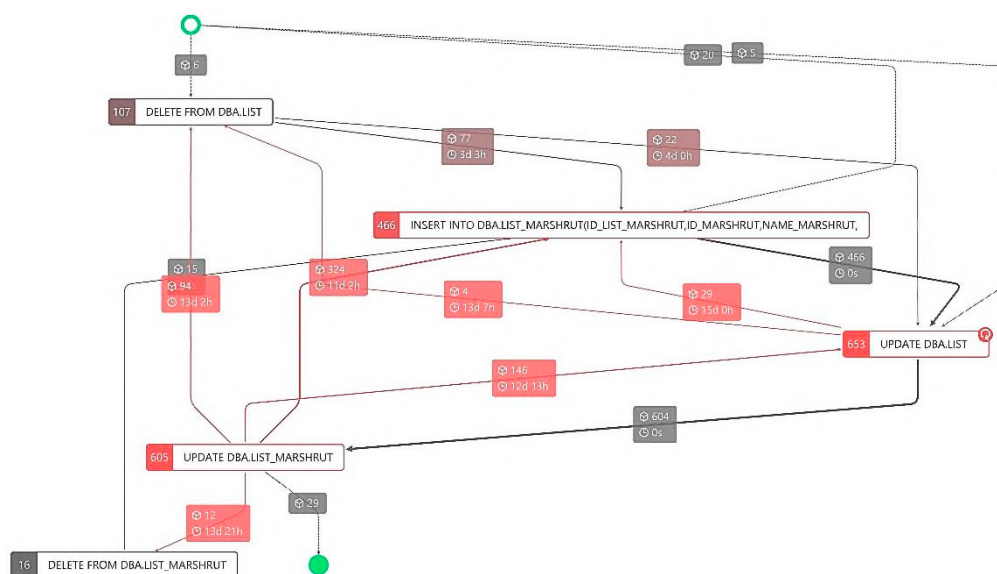 6
20
5
107 DELETE FROM DBA.LIST
77
3d 3h
22
4d 0h
466 INSERT INTO DBA.LIST_MARSHRUT(ID_LIST_MARSHRUT,ID_MARSHRUT,NAME_MARSHRUT,
15
94
13d 2h
324
11d 2h
4
13d 7h
29
15d 0h
466
0s
653 UPDATE DBA.LIST
146
12d 13h
604
0s
605 UPDATE DBA.LIST_MARSHRUT
12
13d 21h
29
16 DELETE FROM DBA.LIST_MARSHRUT